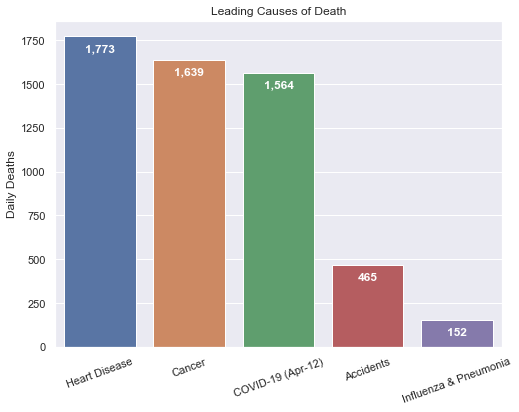 Leading Causes of Death
Daily Deaths
1750
1500
1250
1000
750
500
250
0
1,773
1,639
1,564
465
152
Heart Disease
Cancer
COVID-19 (Apr-12)
Accidents
Influenza & Pneumonia